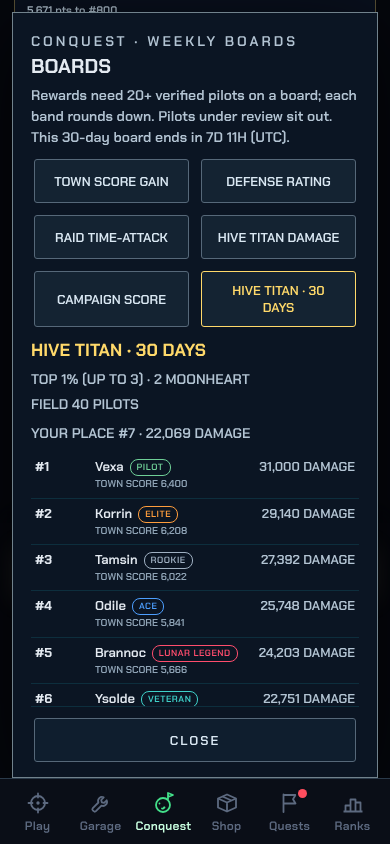 5,671 pts to #800
CONQUEST · WEEKLY BOARDS
BOARDS
Rewards need 20+ verified pilots on a board; each
band rounds down. Pilots under review sit out.
This 30-day board ends in 7D 11H (UTC).
TOWN SCORE GAIN
DEFENSE RATING
RAID TIME-ATTACK
HIVE TITAN DAMAGE
CAMPAIGN SCORE
HIVE TITAN · 30
DAYS
HIVE TITAN · 30 DAYS
TOP 1% (UP TO 3) · 2 MOONHEART
FIELD 40 PILOTS
YOUR PLACE #7 · 22,069 DAMAGE
#1 Vexa PILOT 31,000 DAMAGE
TOWN SCORE 6,400
#2 Korrin ELITE 29,140 DAMAGE
TOWN SCORE 6,208
#3 Tamsin ROOKIE 27,392 DAMAGE
TOWN SCORE 6,022
#4 Odile ACE 25,748 DAMAGE
TOWN SCORE 5,841
#5 Brannoc LUNAR LEGEND 24,203 DAMAGE
TOWN SCORE 5,666
#6 Ysolde VETERAN 22,751 DAMAGE
CLOSE
Play Garage Conquest Shop Quests Ranks